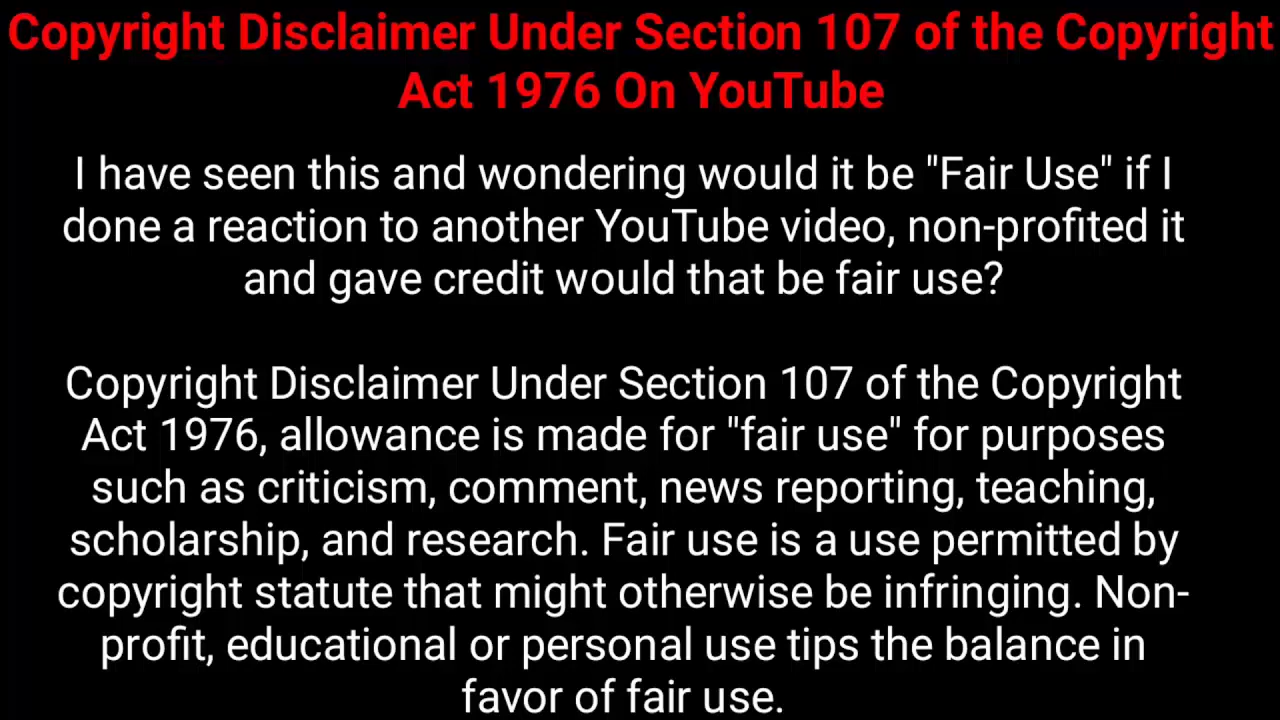 Copyright Disclaimer Under Section 107 of the Copyright
Act 1976 On YouTube
I have seen this and wondering would it be "Fair Use" if I
done a reaction to another YouTube video, non-profited it
and gave credit would that be fair use?
Copyright Disclaimer Under Section 107 of the Copyright
Act 1976, allowance is made for "fair use" for purposes
such as criticism, comment, news reporting, teaching,
scholarship, and research. Fair use is a use permitted by
copyright statute that might otherwise be infringing. Non-
profit, educational or personal use tips the balance in
favor of fair use.